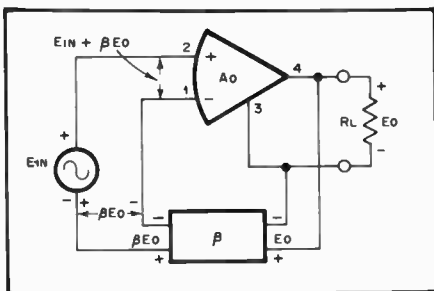 EIN + βEO
2
+
AO
1
−
3
4
+
RL
EO
−
+
EIN
−
+
βEO
−
−
βEO
+
β
−
EO
+